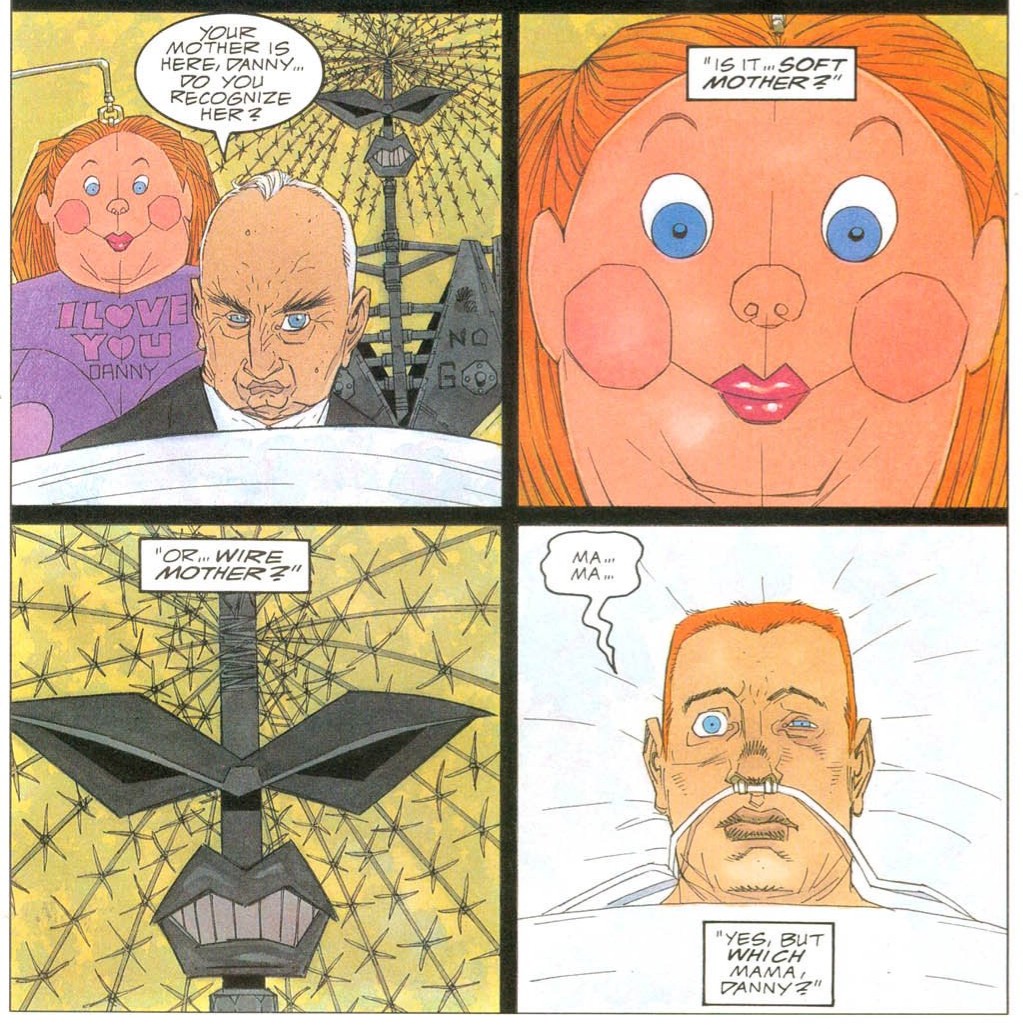 YOUR
MOTHER IS
HERE, DANNY...
DO YOU
RECOGNIZE
HER?
I LOVE
YOU
DANNY
NO
GO
"IS IT... SOFT
MOTHER?"
"OR... WIRE
MOTHER?"
MA...
MA...
"YES, BUT
WHICH
MAMA,
DANNY?"